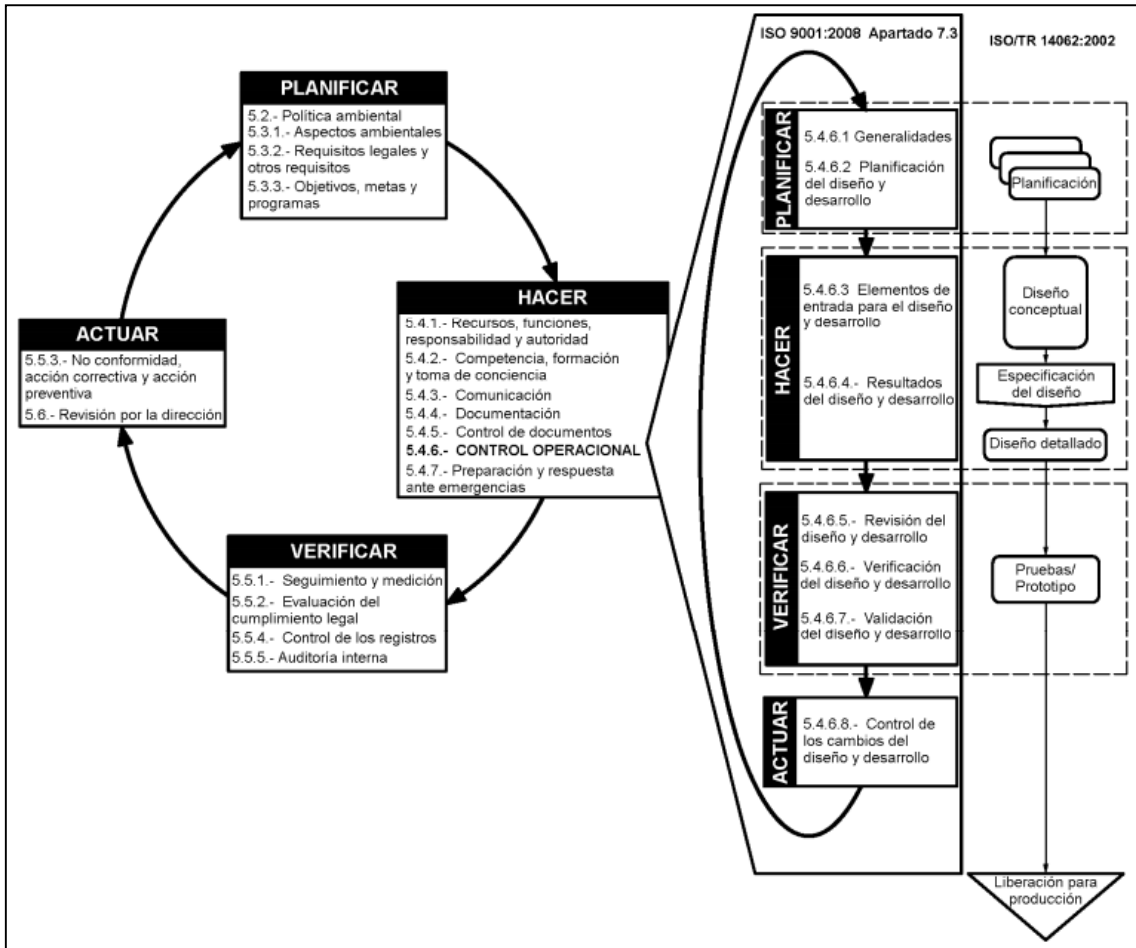 PLANIFICAR
5.2.- Política ambiental
5.3.1.- Aspectos ambientales
5.3.2.- Requisitos legales y
otros requisitos
5.3.3.- Objetivos, metas y
programas
HACER
5.4.1.- Recursos, funciones,
responsabilidad y autoridad
5.4.2.- Competencia, formación
y toma de conciencia
5.4.3.- Comunicación
5.4.4.- Documentación
5.4.5.- Control de documentos
5.4.6.- CONTROL OPERACIONAL
5.4.7.- Preparación y respuesta
ante emergencias
VERIFICAR
5.5.1.- Seguimiento y medición
5.5.2.- Evaluación del
cumplimiento legal
5.5.4.- Control de los registros
5.5.5.- Auditoría interna
ACTUAR
5.5.3.- No conformidad,
acción correctiva y acción
preventiva
5.6.- Revisión por la dirección
ISO 9001:2008 Apartado 7.3
PLANIFICAR
5.4.6.1 Generalidades
5.4.6.2 Planificación
del diseño y
desarrollo
HACER
5.4.6.3 Elementos de
entrada para el diseño
y desarrollo
5.4.6.4.- Resultados
del diseño y desarrollo
VERIFICAR
5.4.6.5.- Revisión del
diseño y desarrollo
5.4.6.6.- Verificación
del diseño y desarrollo
5.4.6.7.- Validación
del diseño y desarrollo
ACTUAR
5.4.6.8.- Control de
los cambios del
diseño y desarrollo
ISO/TR 14062:2002
Planificación
Diseño
conceptual
Especificación
del diseño
Diseño detallado
Pruebas/
Prototipo
Liberación para
producción